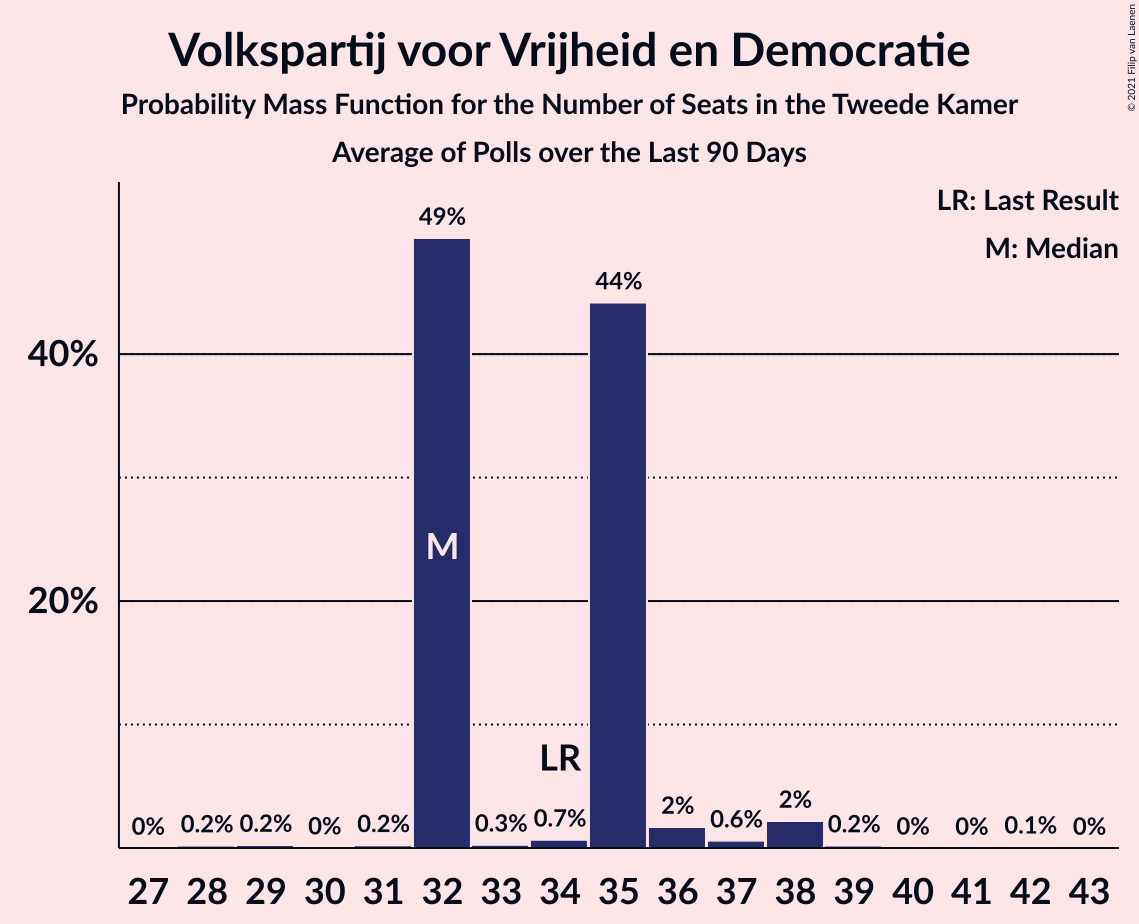 Volkspartij voor Vrijheid en Democratie
Probability Mass Function for the Number of Seats in the Tweede Kamer
Average of Polls over the Last 90 Days
© 2021 Filip van Laenen
LR: Last Result
M: Median
49%
44%
40%
M
20%
LR
0% 0.2% 0.2% 0% 0.2% 0.3% 0.7% 2% 0.6% 2% 0.2% 0% 0% 0.1% 0%
27 28 29 30 31 32 33 34 35 36 37 38 39 40 41 42 43